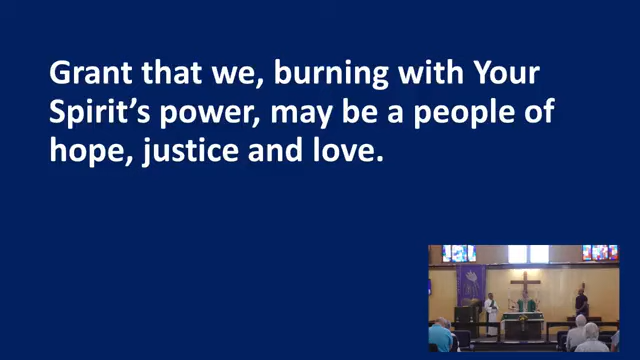 Grant that we, burning with Your
Spirit’s power, may be a people of
hope, justice and love.